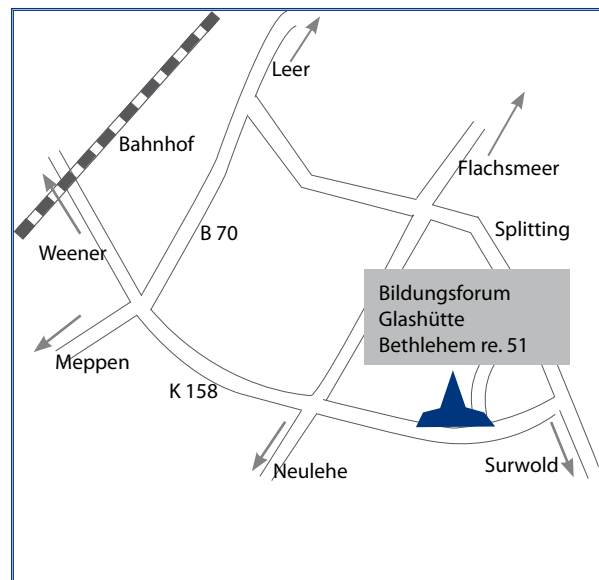 Leer
Bahnhof
Flachsmeer
B 70
Splitting
Weener
Bildungsforum
Glashütte
Bethlehem re. 51
Meppen
K 158
Neulehe
Surwold